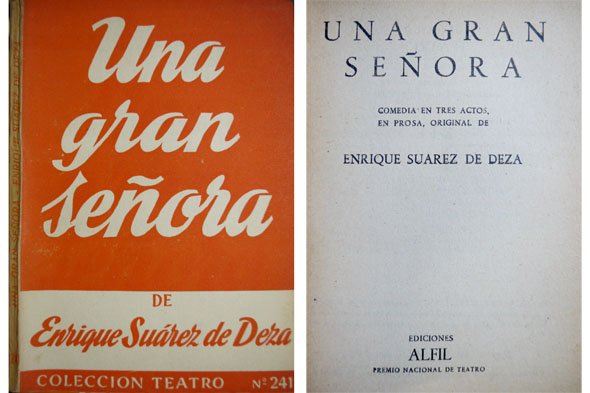 Una
gran
señora
DE
Enrique Suárez de Deza
COLECCION TEATRO Nº 241
UNA GRAN
SEÑORA
COMEDIA EN TRES ACTOS,
EN PROSA, ORIGINAL DE
ENRIQUE SUAREZ DE DEZA
EDICIONES
ALFIL
PREMIO NACIONAL DE TEATRO